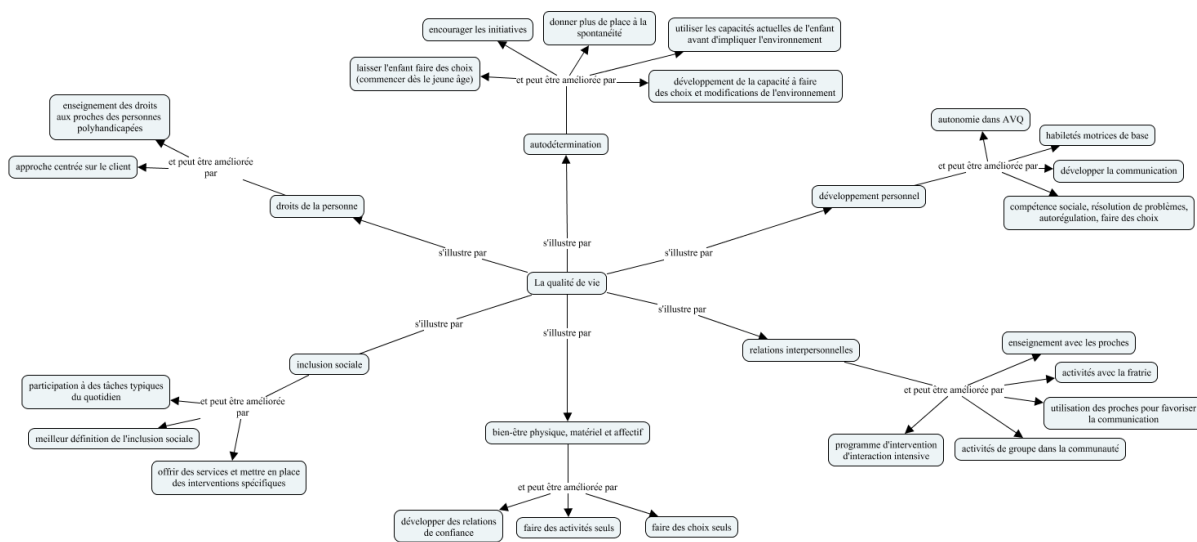 donner plus de place à la
spontanéité
encourager les initiatives
utiliser les capacités actuelles de l'enfant
avant d'impliquer l'environnement
laisser l'enfant faire des choix
(commencer dès le jeune âge)
et peut être améliorée par
développement de la capacité à faire
des choix et modifications de l'environnement
autodétermination
s'illustre par
enseignement des droits
aux proches des personnes
polyhandicapées
approche centrée sur le client
et peut être améliorée
par
droits de la personne
s'illustre par
autonomie dans AVQ
habiletés motrices de base
et peut être améliorée par
développer la communication
compétence sociale, résolution de problèmes,
autorégulation, faire des choix
développement personnel
s'illustre par
La qualité de vie
s'illustre par
inclusion sociale
participation à des tâches typiques
du quotidien
et peut être améliorée
par
meilleur définition de l'inclusion sociale
offrir des services et mettre en place
des interventions spécifiques
s'illustre par
bien-être physique, matériel et affectif
et peut être améliorée par
développer des relations
de confiance
faire des activités seuls
faire des choix seuls
s'illustre par
relations interpersonnelles
enseignement avec les proches
activités avec la fratrie
et peut être améliorée par
utilisation des proches pour favoriser
la communication
programme d'intervention
d'interaction intensive
activités de groupe dans la communauté